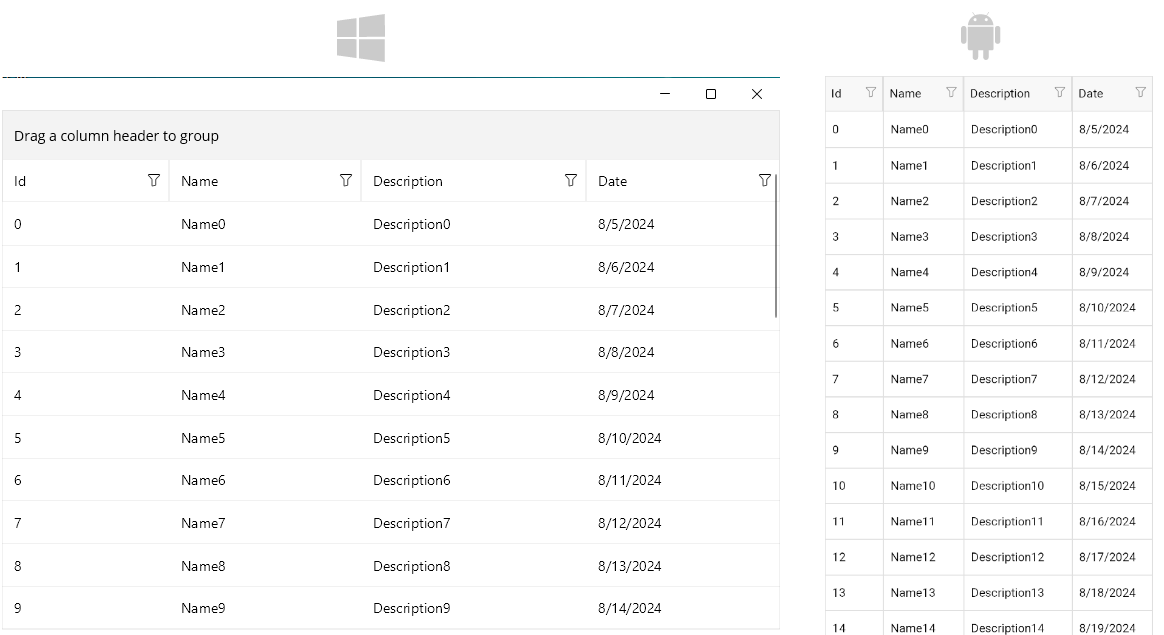 Drag a column header to group
Id Name Description Date
0 Name0 Description0 8/5/2024
1 Name1 Description1 8/6/2024
2 Name2 Description2 8/7/2024
3 Name3 Description3 8/8/2024
4 Name4 Description4 8/9/2024
5 Name5 Description5 8/10/2024
6 Name6 Description6 8/11/2024
7 Name7 Description7 8/12/2024
8 Name8 Description8 8/13/2024
9 Name9 Description9 8/14/2024
Id Name Description Date
0 Name0 Description0 8/5/2024
1 Name1 Description1 8/6/2024
2 Name2 Description2 8/7/2024
3 Name3 Description3 8/8/2024
4 Name4 Description4 8/9/2024
5 Name5 Description5 8/10/2024
6 Name6 Description6 8/11/2024
7 Name7 Description7 8/12/2024
8 Name8 Description8 8/13/2024
9 Name9 Description9 8/14/2024
10 Name10 Description10 8/15/2024
11 Name11 Description11 8/16/2024
12 Name12 Description12 8/17/2024
13 Name13 Description13 8/18/2024
14 Name14 Description14 8/19/2024